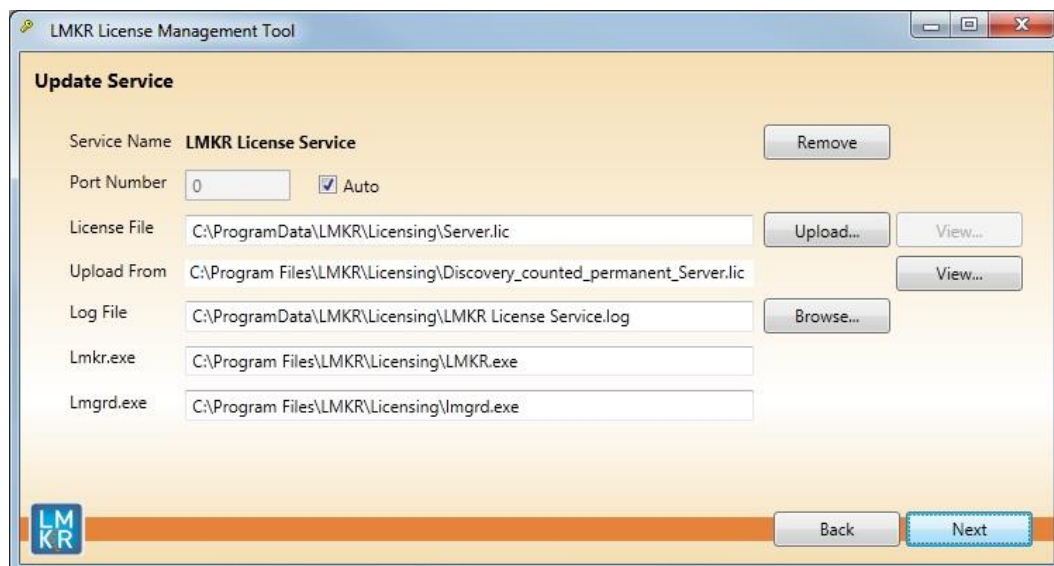 LMKR License Management Tool
Update Service
Service Name LMKR License Service Remove
Port Number 0 Auto
License File C:\ProgramData\LMKR\Licensing\Server.lic Upload... View...
Upload From C:\Program Files\LMKR\Licensing\Discovery_counted_permanent_Server.lic View...
Log File C:\ProgramData\LMKR\Licensing\LMKR License Service.log Browse...
Lmkr.exe C:\Program Files\LMKR\Licensing\LMKR.exe
Lmgrd.exe C:\Program Files\LMKR\Licensing\lmgrd.exe
LM
KR
Back Next